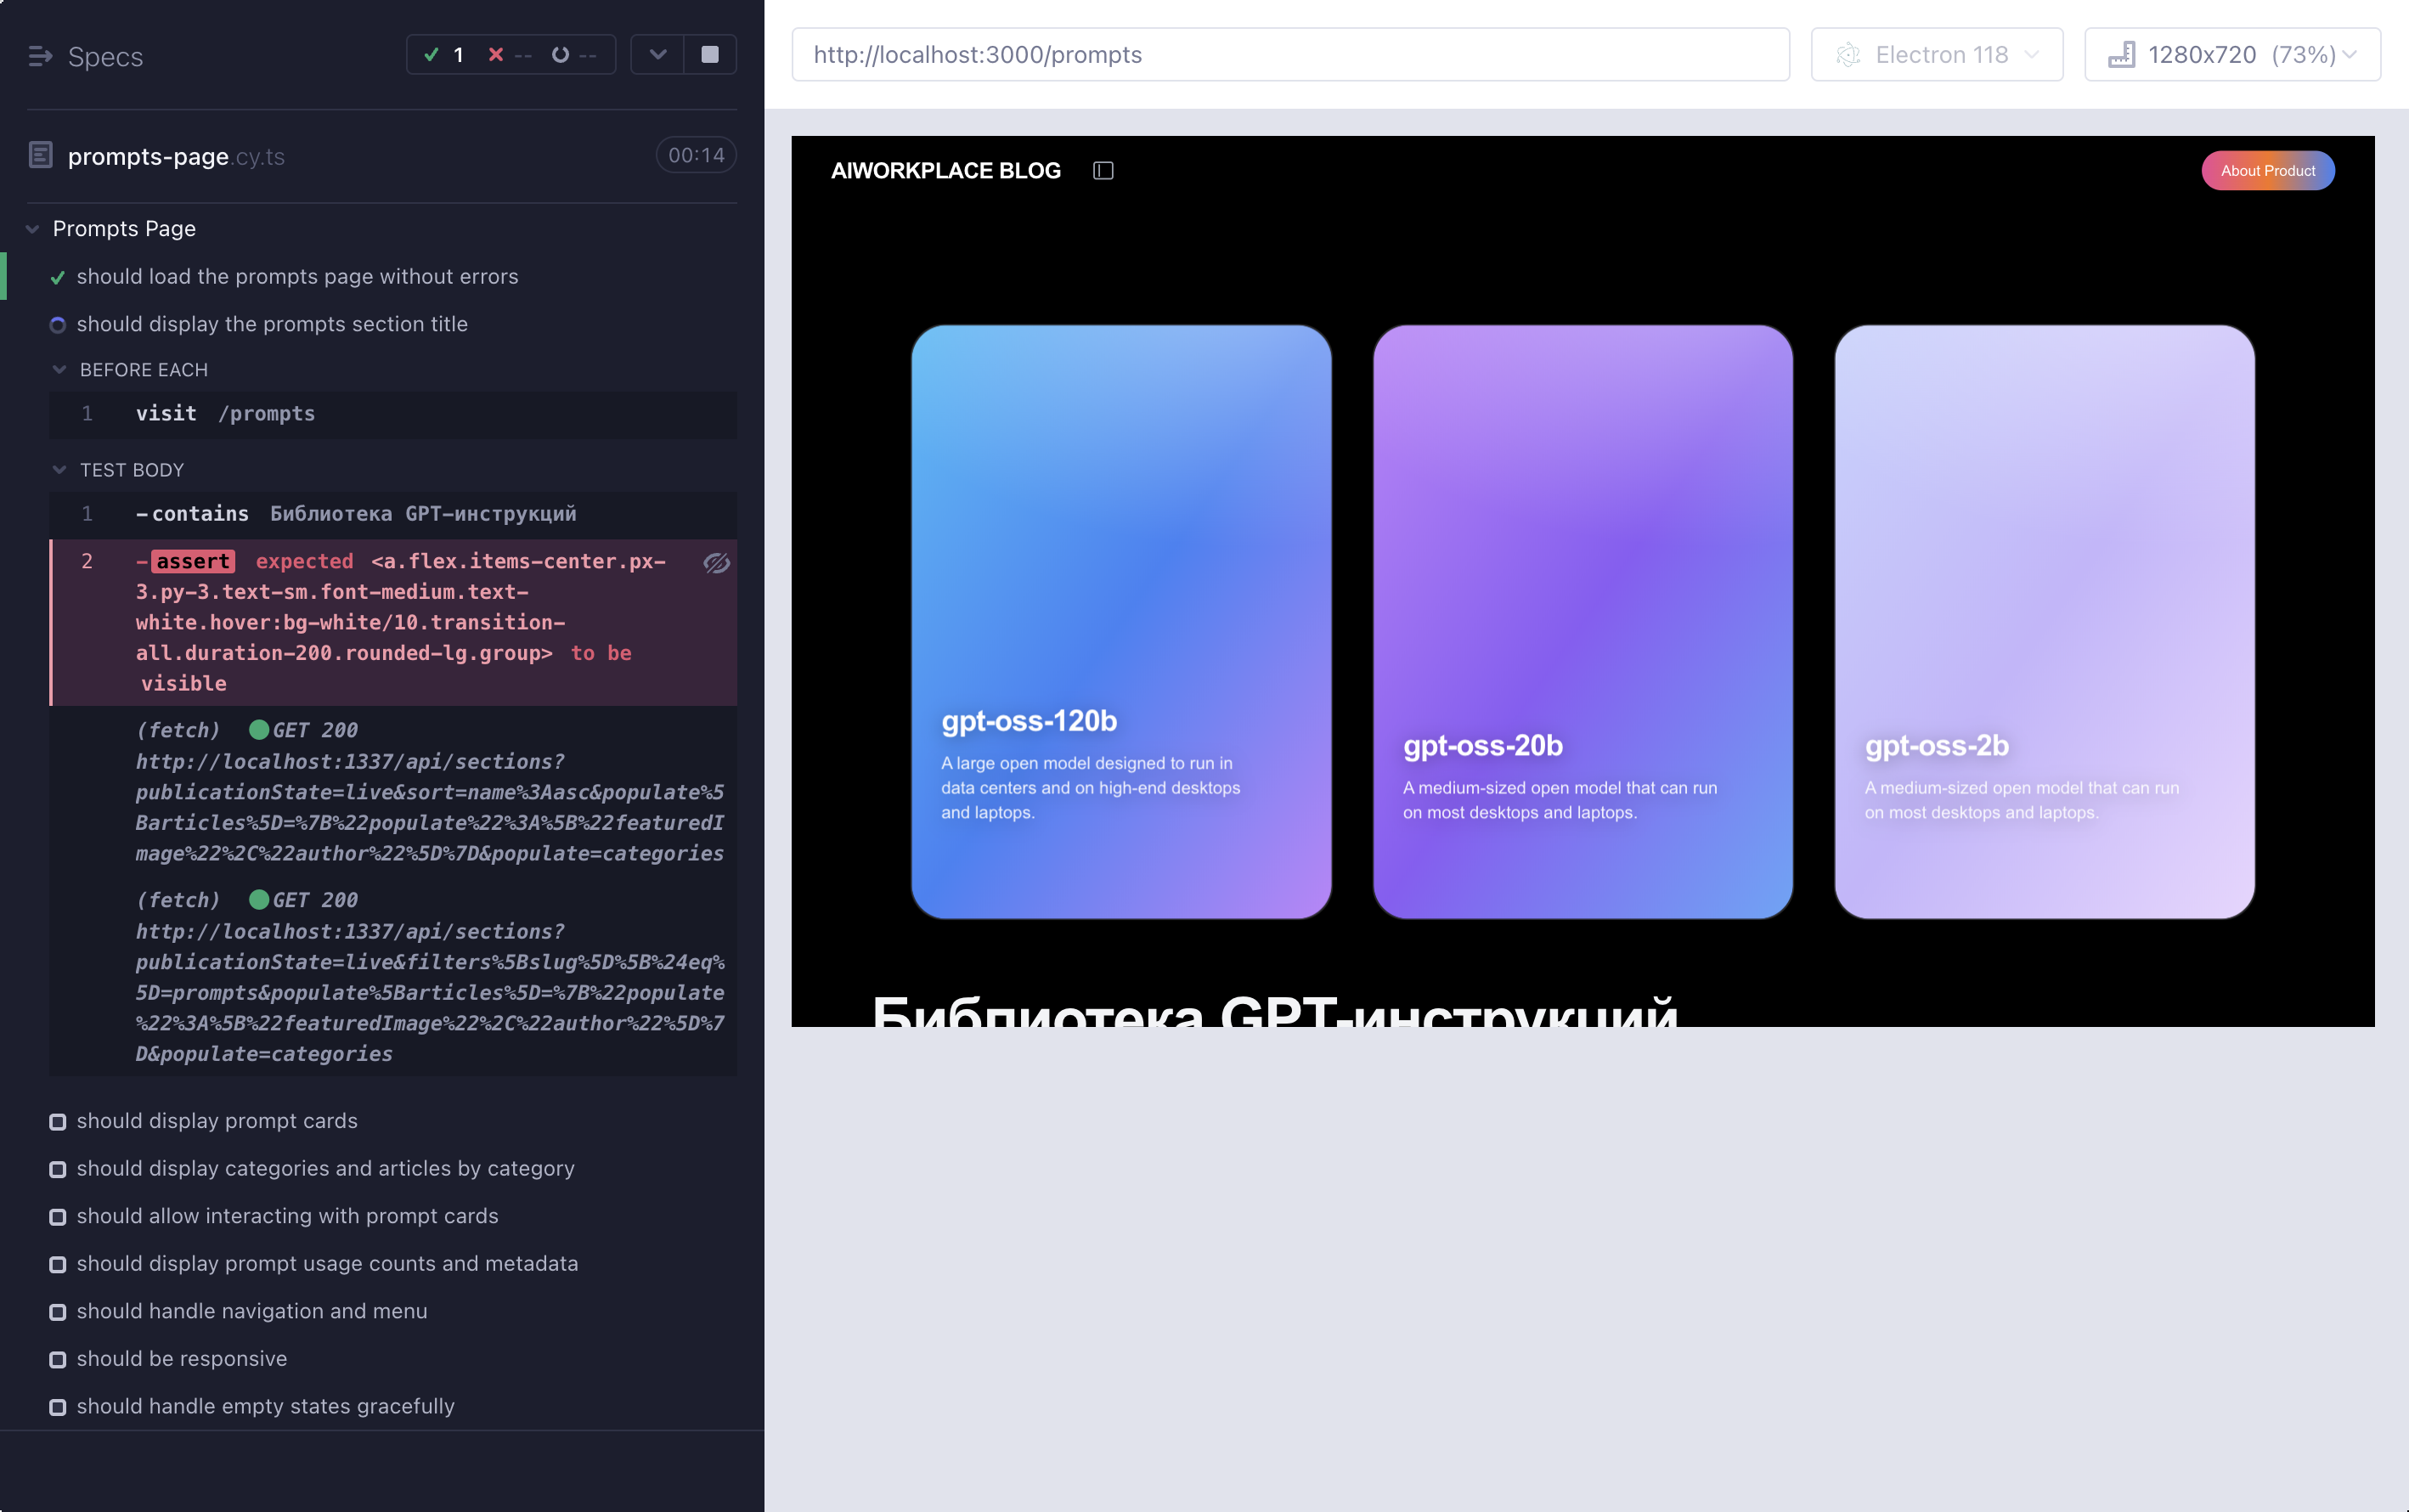 Specs
1 -- --
prompts-page.cy.ts
00:14
Prompts Page
should load the prompts page without errors
should display the prompts section title
BEFORE EACH
1 visit /prompts
TEST BODY
1 -contains Библиотека GPT-инструкций
2 -assert expected <a.flex.items-center.px-
3.py-3.text-sm.font-medium.text-
white.hover:bg-white/10.transition-
all.duration-200.rounded-lg.group> to be
visible
(fetch) GET 200
http://localhost:1337/api/sections?
publicationState=live&sort=name%3Aasc&populate%5
Barticles%5D=%7B%22populate%22%3A%5B%22featuredI
mage%22%2C%22author%22%5D%7D&populate=categories
(fetch) GET 200
http://localhost:1337/api/sections?
publicationState=live&filters%5Bslug%5D%5B%24eq%
5D=prompts&populate%5Barticles%5D=%7B%22populate
%22%3A%5B%22featuredImage%22%2C%22author%22%5D%7
D&populate=categories
should display prompt cards
should display categories and articles by category
should allow interacting with prompt cards
should display prompt usage counts and metadata
should handle navigation and menu
should be responsive
should handle empty states gracefully
http://localhost:3000/prompts
Electron 118
1280x720 (73%)
AIWORKPLACE BLOG
About Product
gpt-oss-120b
A large open model designed to run in
data centers and on high-end desktops
and laptops.
gpt-oss-20b
A medium-sized open model that can run
on most desktops and laptops.
gpt-oss-2b
A medium-sized open model that can run
on most desktops and laptops.
Библиотека GPT-инструкций